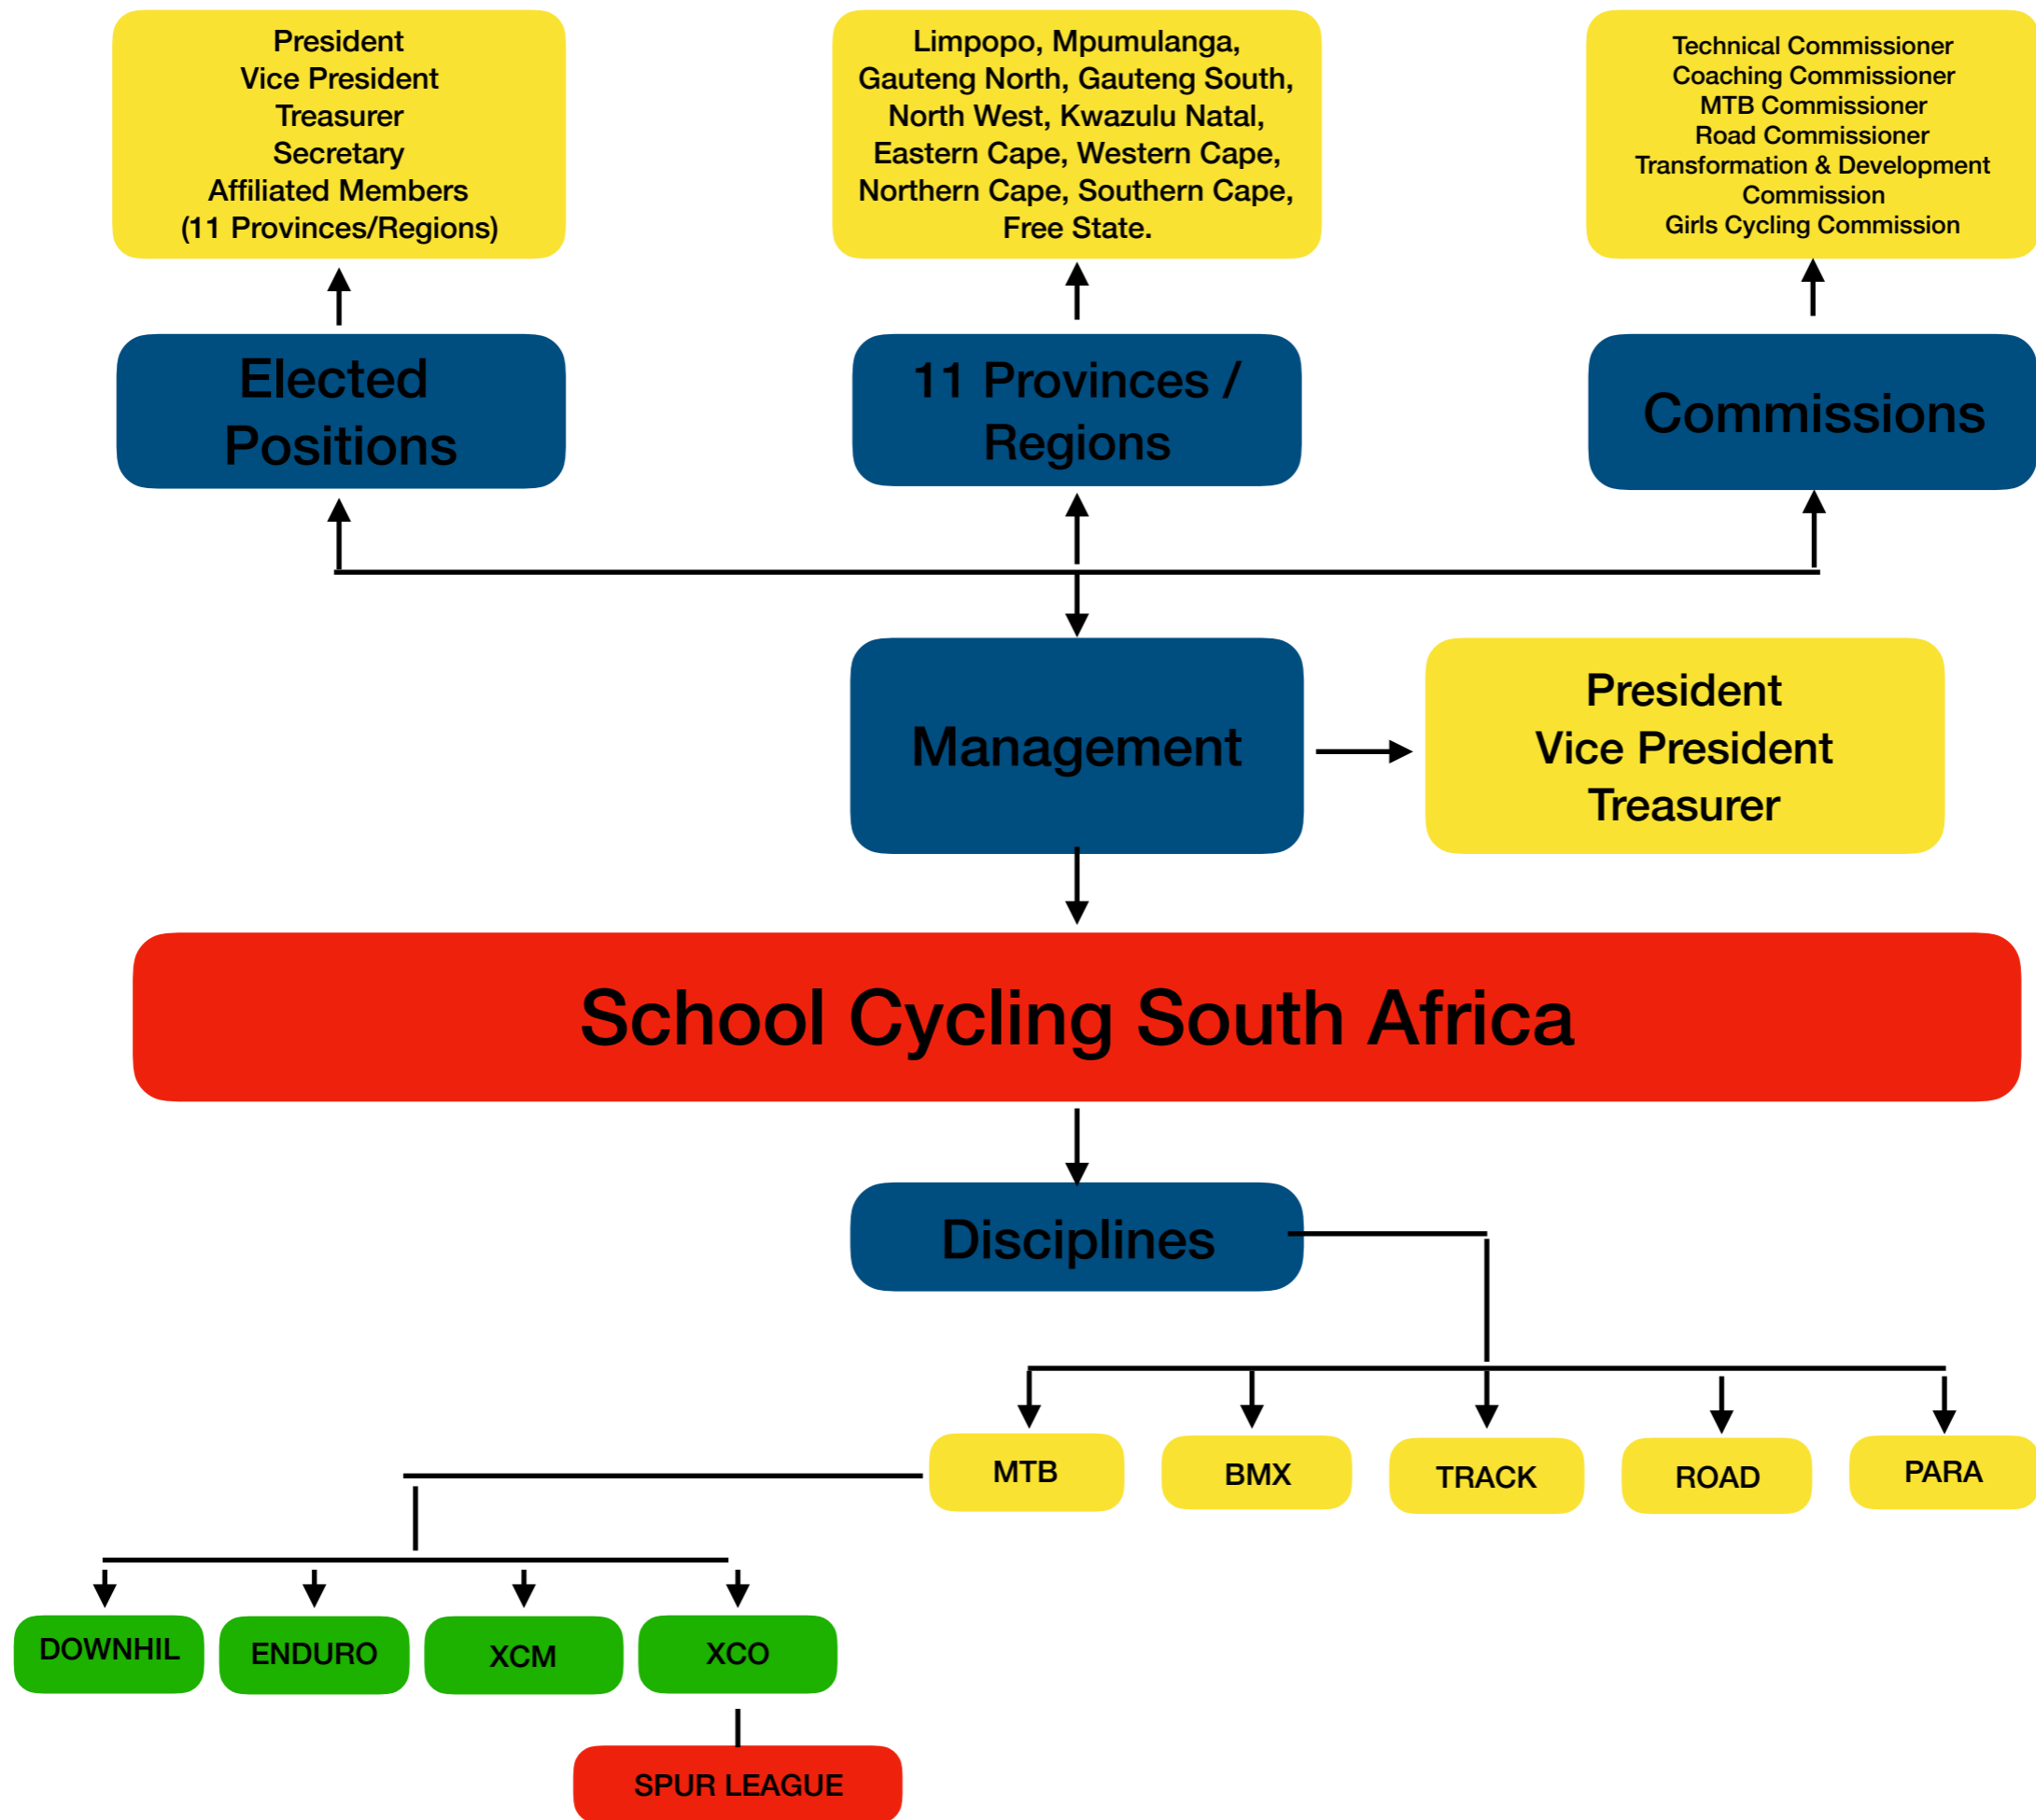 President
Vice President
Treasurer
Secretary
Affiliated Members
(11 Provinces/Regions)
Limpopo, Mpumulanga,
Gauteng North, Gauteng South,
North West, Kwazulu Natal,
Eastern Cape, Western Cape,
Northern Cape, Southern Cape,
Free State.
Technical Commissioner
Coaching Commissioner
MTB Commissioner
Road Commissioner
Transformation & Development
Commission
Girls Cycling Commission
Elected
Positions
11 Provinces /
Regions
Commissions
Management
President
Vice President
Treasurer
School Cycling South Africa
Disciplines
MTB
BMX
TRACK
ROAD
PARA
DOWNHIL
ENDURO
XCM
XCO
SPUR LEAGUE